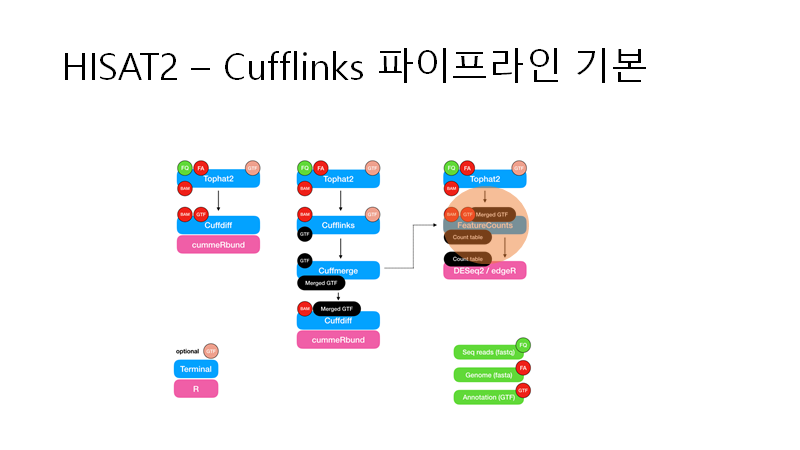 HISAT2 – Cufflinks 파이프라인 기본
FQ FA GTF
Tophat2
BAM
BAM GTF
Cuffdiff
cummeRbund
FQ FA GTF
Tophat2
BAM
BAM GTF
Cufflinks
GTF
GTF
Cuffmerge
Merged GTF
BAM Merged GTF
Cuffdiff
cummeRbund
FQ FA GTF
Tophat2
BAM
BAM GTF Merged GTF
FeatureCounts
Count table
Count table
DESeq2 / edgeR
optional GTF
Terminal
R
FQ
Seq reads (fastq)
FA
Genome (fasta)
GTF
Annotation (GTF)